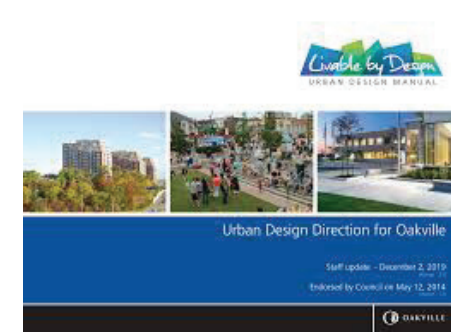 Livable by Design
URBAN DESIGN MANUAL
Urban Design Direction for Oakville
Staff update - December 2, 2019
Endorsed by Council on May 12, 2014
OAKVILLE